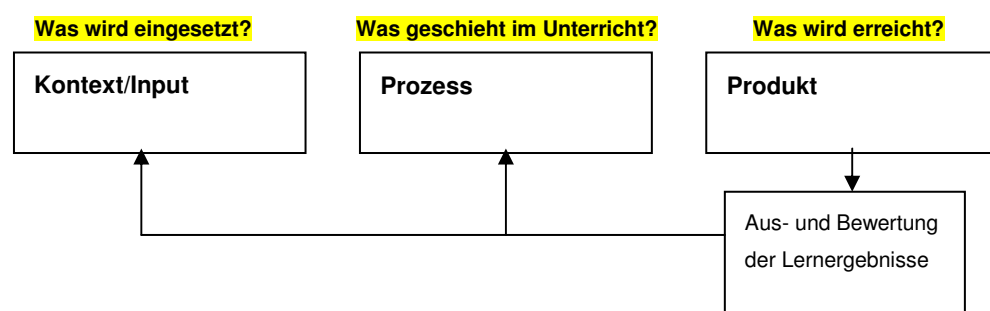 Was wird eingesetzt?
Was geschieht im Unterricht?
Was wird erreicht?
Kontext/Input
Prozess
Produkt
Aus- und Bewertung
der Lernergebnisse